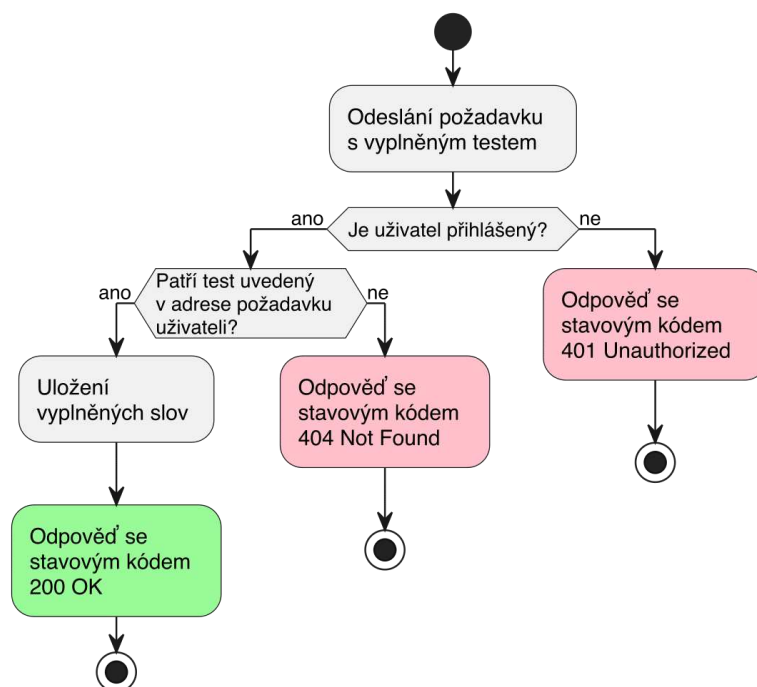 Odeslání požadavku
s vyplněným testem
ano
Je uživatel přihlášený?
ne
ano
Patří test uvedený
v adrese požadavku
uživateli?
ne
Odpověď se
stavovým kódem
401 Unauthorized
Uložení
vyplněných slov
Odpověď se
stavovým kódem
404 Not Found
Odpověď se
stavovým kódem
200 OK